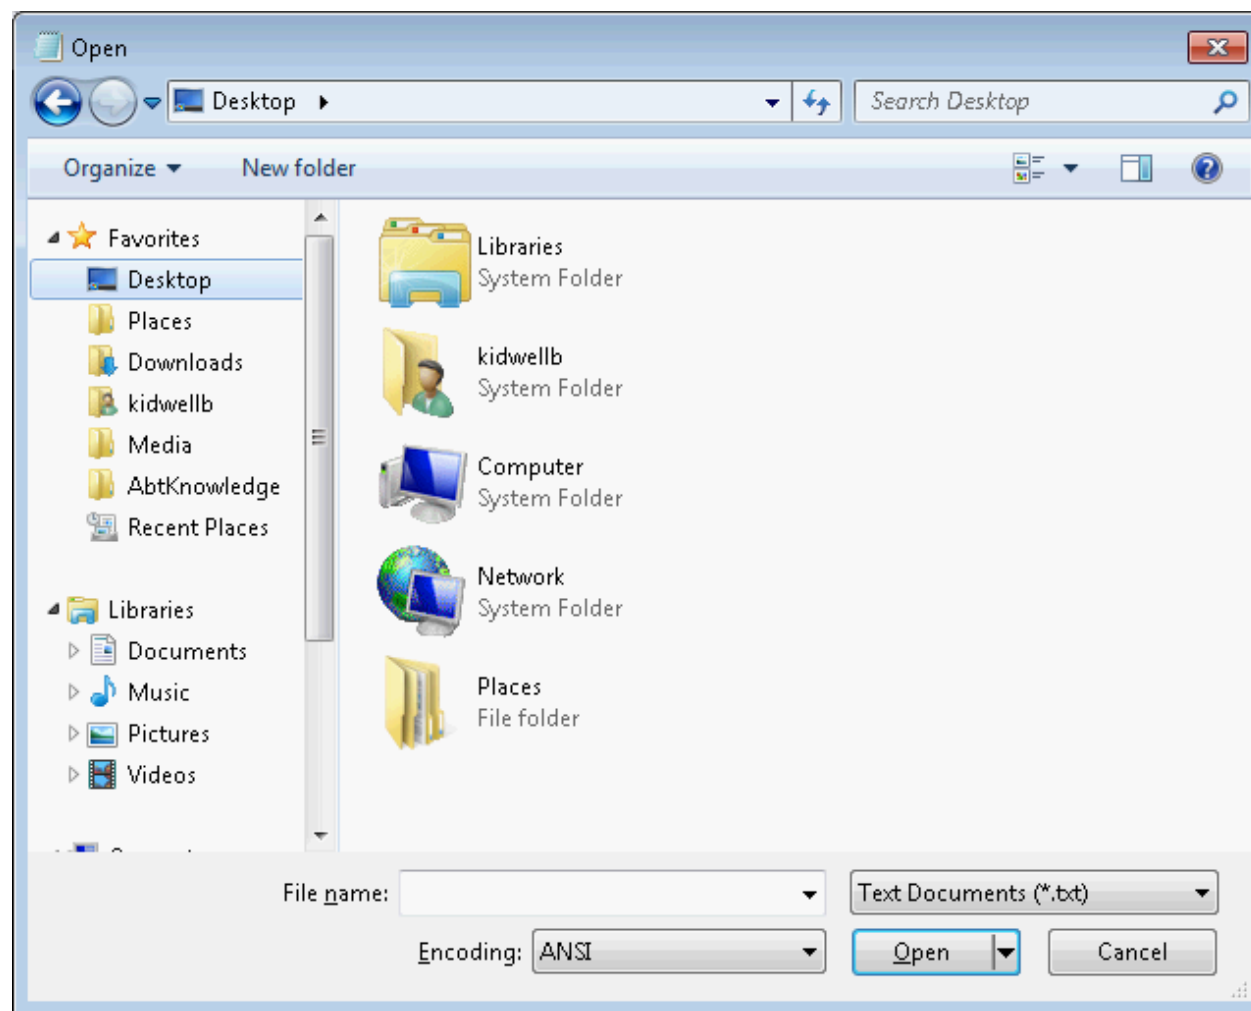 Open
Desktop
Search Desktop
Organize
New folder
Favorites
Desktop
Places
Downloads
kidwellb
Media
AbtKnowledge
Recent Places
Libraries
Documents
Music
Pictures
Videos
Libraries
System Folder
kidwellb
System Folder
Computer
System Folder
Network
System Folder
Places
File folder
File name:
Text Documents (*.txt)
Encoding: ANSI
Open
Cancel